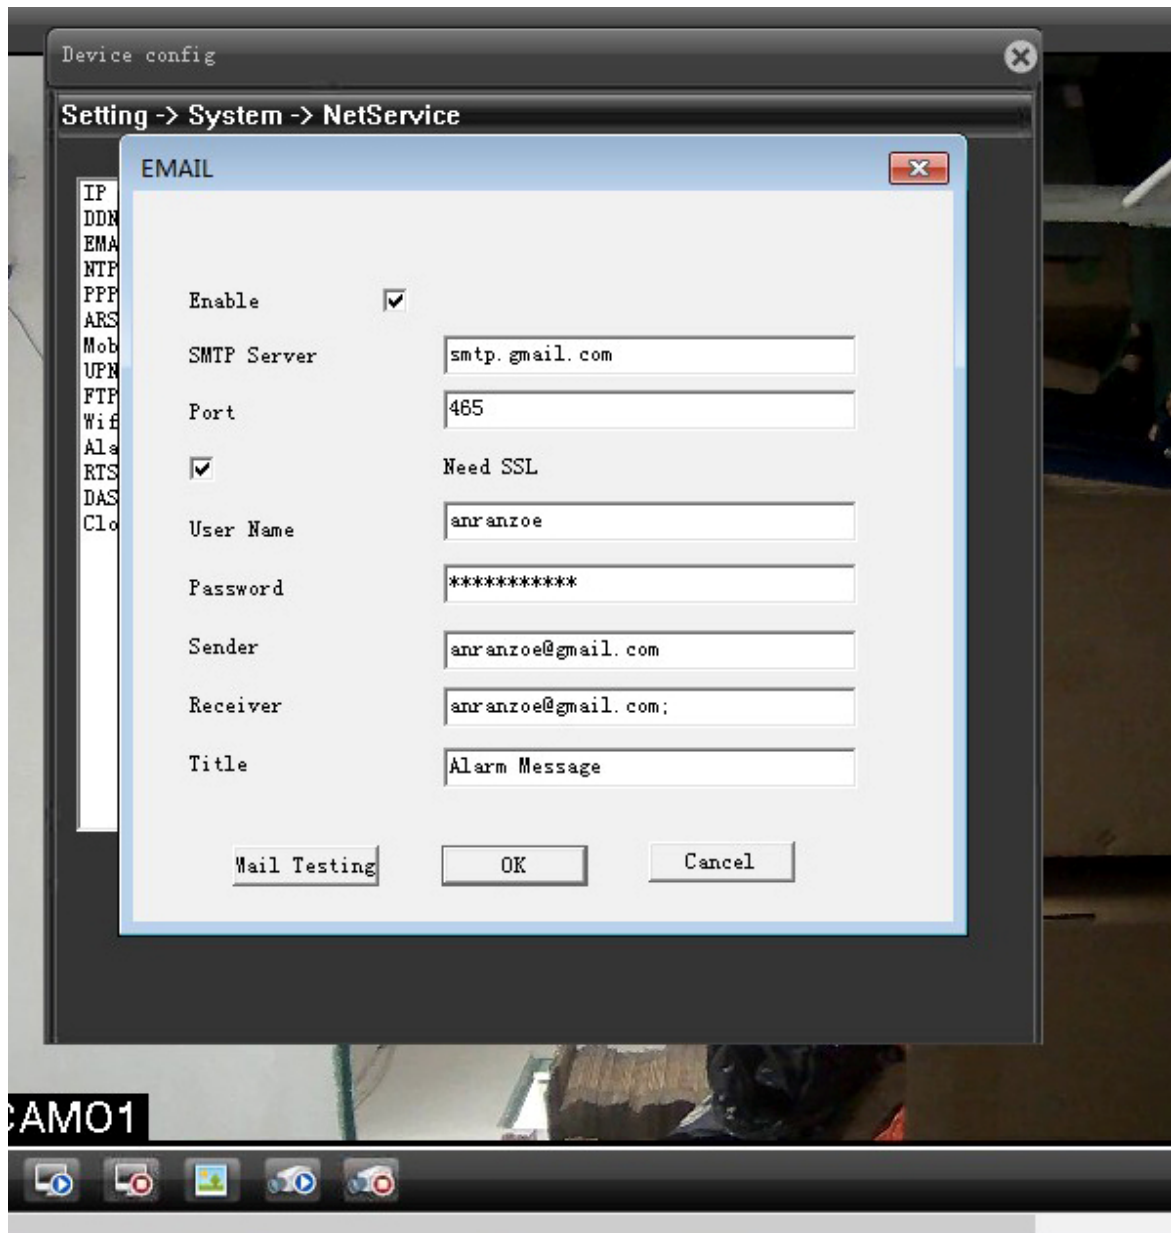 Device config
Setting -> System -> NetService
EMAIL
IP
DDN
EMA
NTP
PPP
ARS
Mob
UPN
FTP
Wif
Ala
RTS
DAS
Clo
Enable
SMTP Server
smtp.gmail.com
Port
465
Need SSL
User Name
anranzoe
Password
***********
Sender
anranzoe@gmail.com
Receiver
anranzoe@gmail.com;
Title
Alarm Message
Mail Testing
OK
Cancel
CAM01